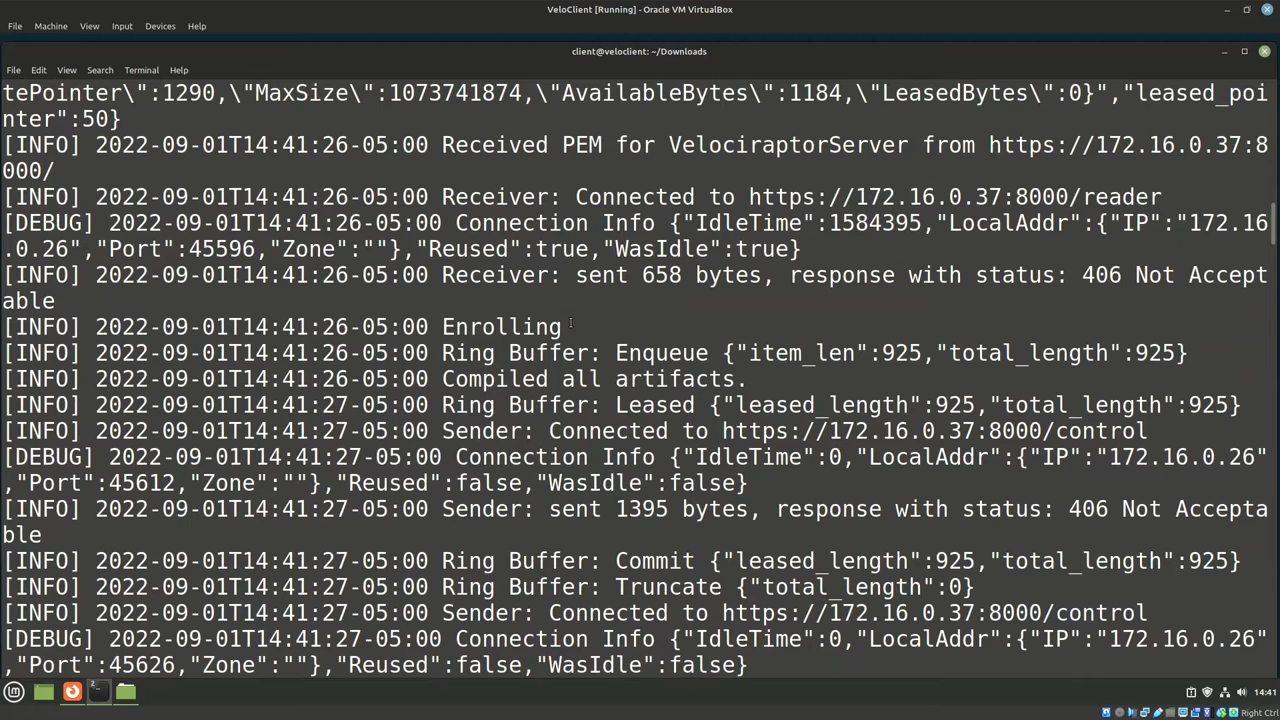 VeloClient [Running] - Oracle VM VirtualBox
File Machine View Input Devices Help
client@veloclient: ~/Downloads
File Edit View Search Terminal Help
tePointer\":1290,\"MaxSize\":1073741874,\"AvailableBytes\":1184,\"LeasedBytes\":0}","leased_poi
nter":50}
[INFO] 2022-09-01T14:41:26-05:00 Received PEM for VelociraptorServer from https://172.16.0.37:8
000/
[INFO] 2022-09-01T14:41:26-05:00 Receiver: Connected to https://172.16.0.37:8000/reader
[DEBUG] 2022-09-01T14:41:26-05:00 Connection Info {"IdleTime":1584395,"LocalAddr":{"IP":"172.16
.0.26","Port":45596,"Zone":""},"Reused":true,"WasIdle":true}
[INFO] 2022-09-01T14:41:26-05:00 Receiver: sent 658 bytes, response with status: 406 Not Accept
able
[INFO] 2022-09-01T14:41:26-05:00 Enrolling
[INFO] 2022-09-01T14:41:26-05:00 Ring Buffer: Enqueue {"item_len":925,"total_length":925}
[INFO] 2022-09-01T14:41:26-05:00 Compiled all artifacts.
[INFO] 2022-09-01T14:41:27-05:00 Ring Buffer: Leased {"leased_length":925,"total_length":925}
[INFO] 2022-09-01T14:41:27-05:00 Sender: Connected to https://172.16.0.37:8000/control
[DEBUG] 2022-09-01T14:41:27-05:00 Connection Info {"IdleTime":0,"LocalAddr":{"IP":"172.16.0.26"
,"Port":45612,"Zone":""},"Reused":false,"WasIdle":false}
[INFO] 2022-09-01T14:41:27-05:00 Sender: sent 1395 bytes, response with status: 406 Not Accepta
ble
[INFO] 2022-09-01T14:41:27-05:00 Ring Buffer: Commit {"leased_length":925,"total_length":925}
[INFO] 2022-09-01T14:41:27-05:00 Ring Buffer: Truncate {"total_length":0}
[INFO] 2022-09-01T14:41:27-05:00 Sender: Connected to https://172.16.0.37:8000/control
[DEBUG] 2022-09-01T14:41:27-05:00 Connection Info {"IdleTime":0,"LocalAddr":{"IP":"172.16.0.26"
,"Port":45626,"Zone":""},"Reused":false,"WasIdle":false}
2
14:41
Right Ctrl